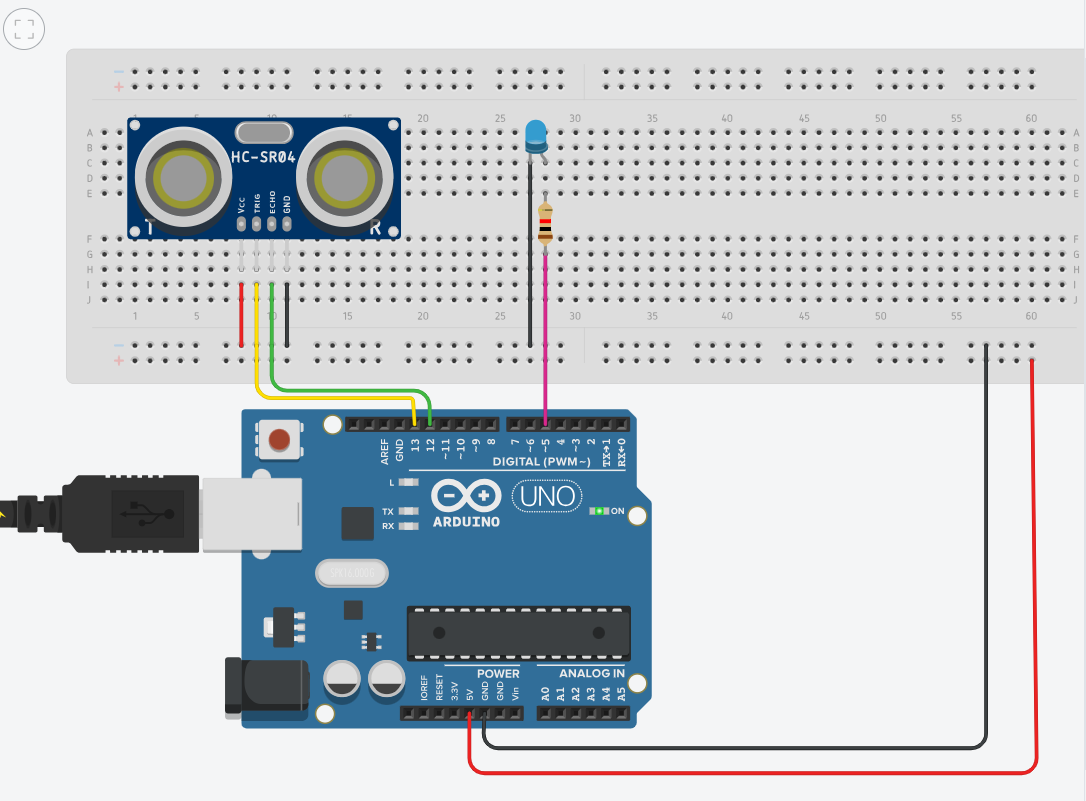 − −
+ +
1 5 10 15 20 25 30 35 40 45 50 55 60
A A
B B
C C
D D
E E
HC-SR04
Vcc TRIG ECHO GND
T R
F F
G G
H H
I I
J J
1 5 10 15 20 25 30 35 40 45 50 55 60
−
+
AREF GND 13 12 ~11 ~10 ~9 8 7 ~6 ~5 4 ~3 2 TX→1 RX←0
DIGITAL (PWM~)
L
TX
RX
UNO
ON
ARDUINO
SPK16.000G
POWER
ANALOG IN
IOREF RESET 3.3V 5V GND GND Vin A0 A1 A2 A3 A4 A5